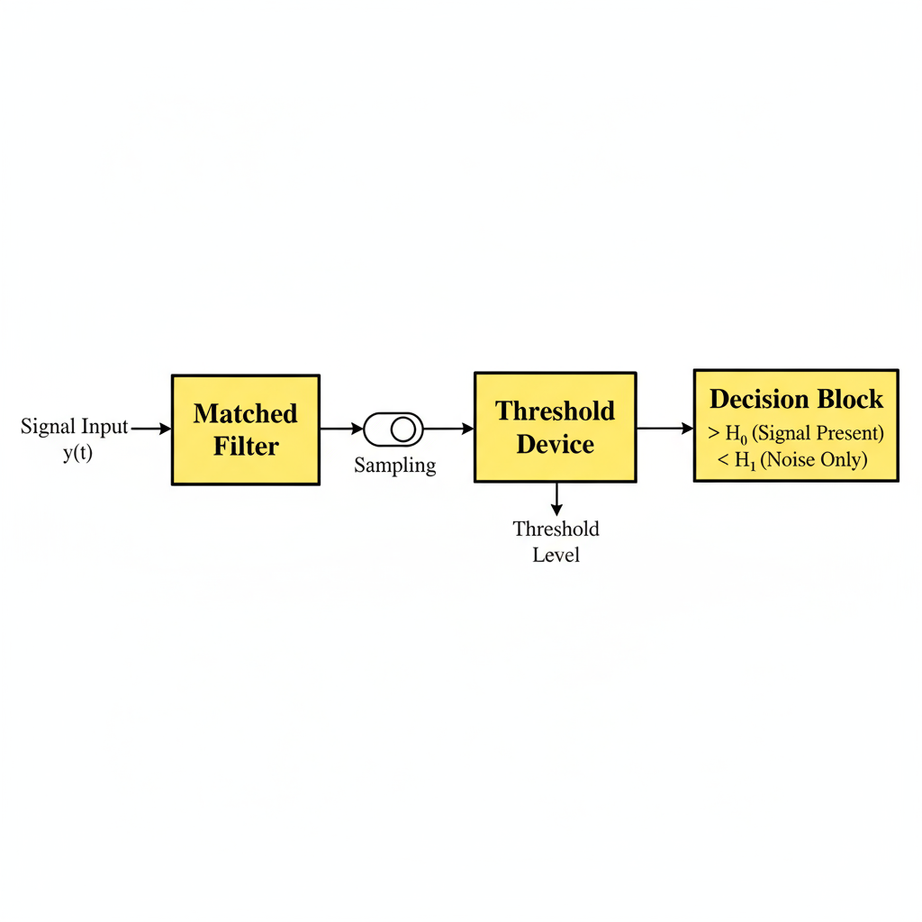 Signal Input
y(t)
Matched
Filter
Sampling
Threshold
Device
Threshold
Level
Decision Block
> H₀ (Signal Present)
< H₁ (Noise Only)